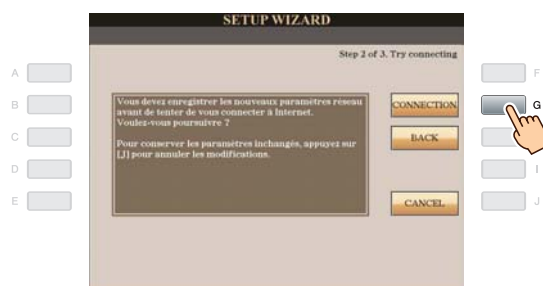 SETUP WIZARD
Step 2 of 3. Try connecting
A
F
Vous devez enregistrer les nouveaux paramètres réseau
avant de tenter de vous connecter à Internet.
Voulez-vous poursuivre ?
CONNECTION
B
G
Pour conserver les paramètres inchangés, appuyez sur
[J] pour annuler les modifications.
BACK
C
D
I
E
CANCEL
J